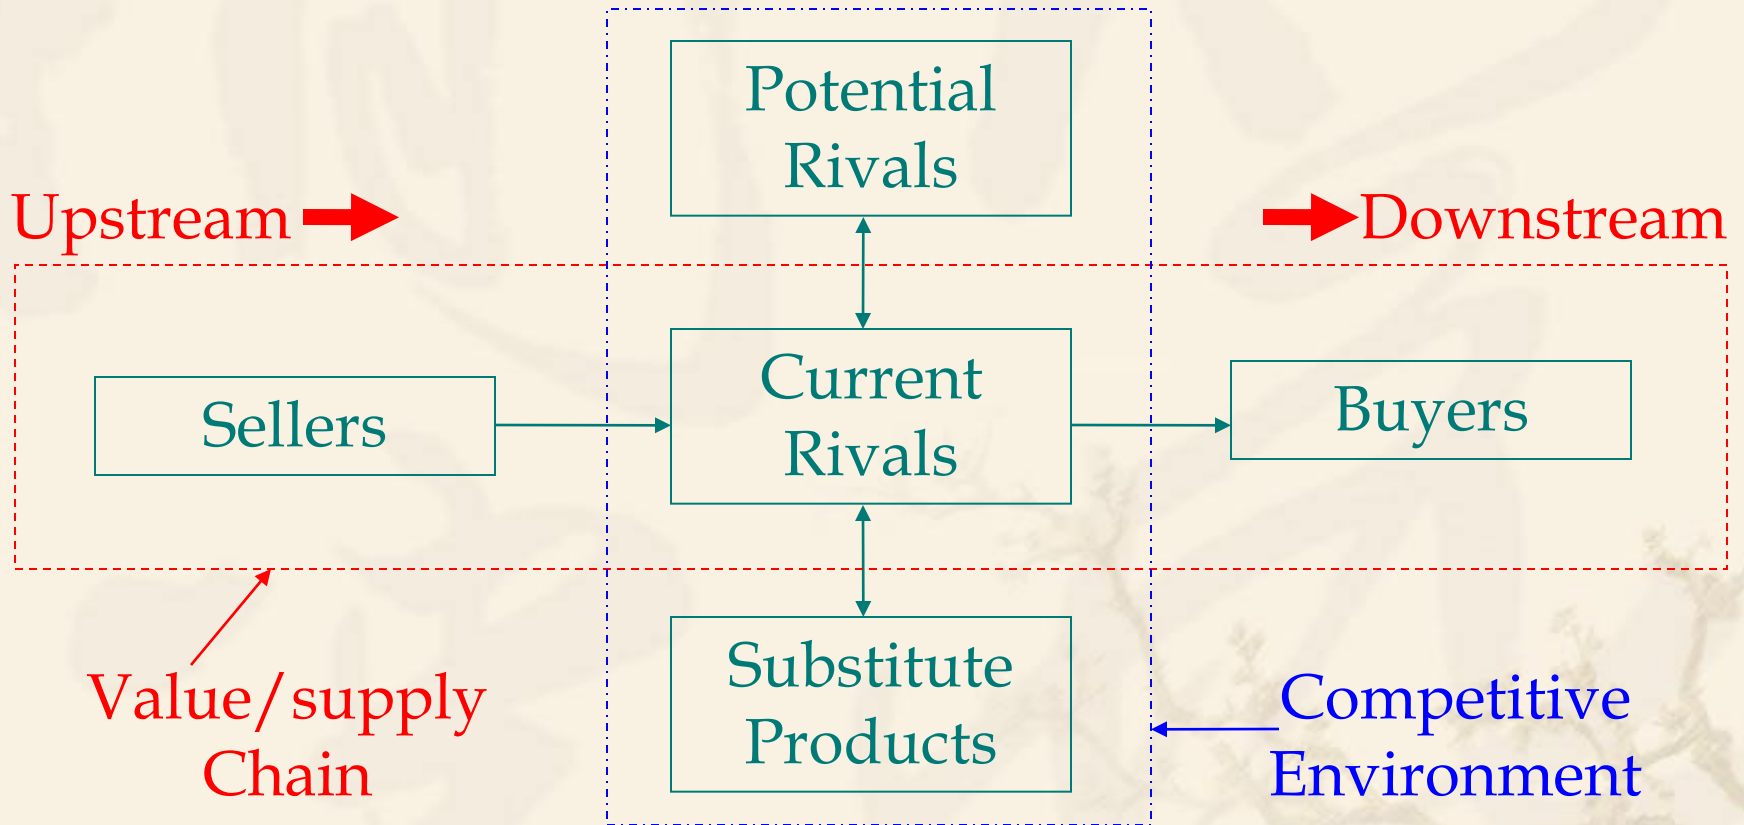 Potential
Rivals
Upstream
Downstream
Sellers
Current
Rivals
Buyers
Substitute
Products
Value/supply
Chain
Competitive
Environment